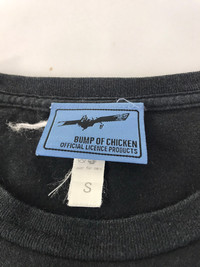 BUMP OF CHICKEN
OFFICIAL LICENCE PRODUCTS
S